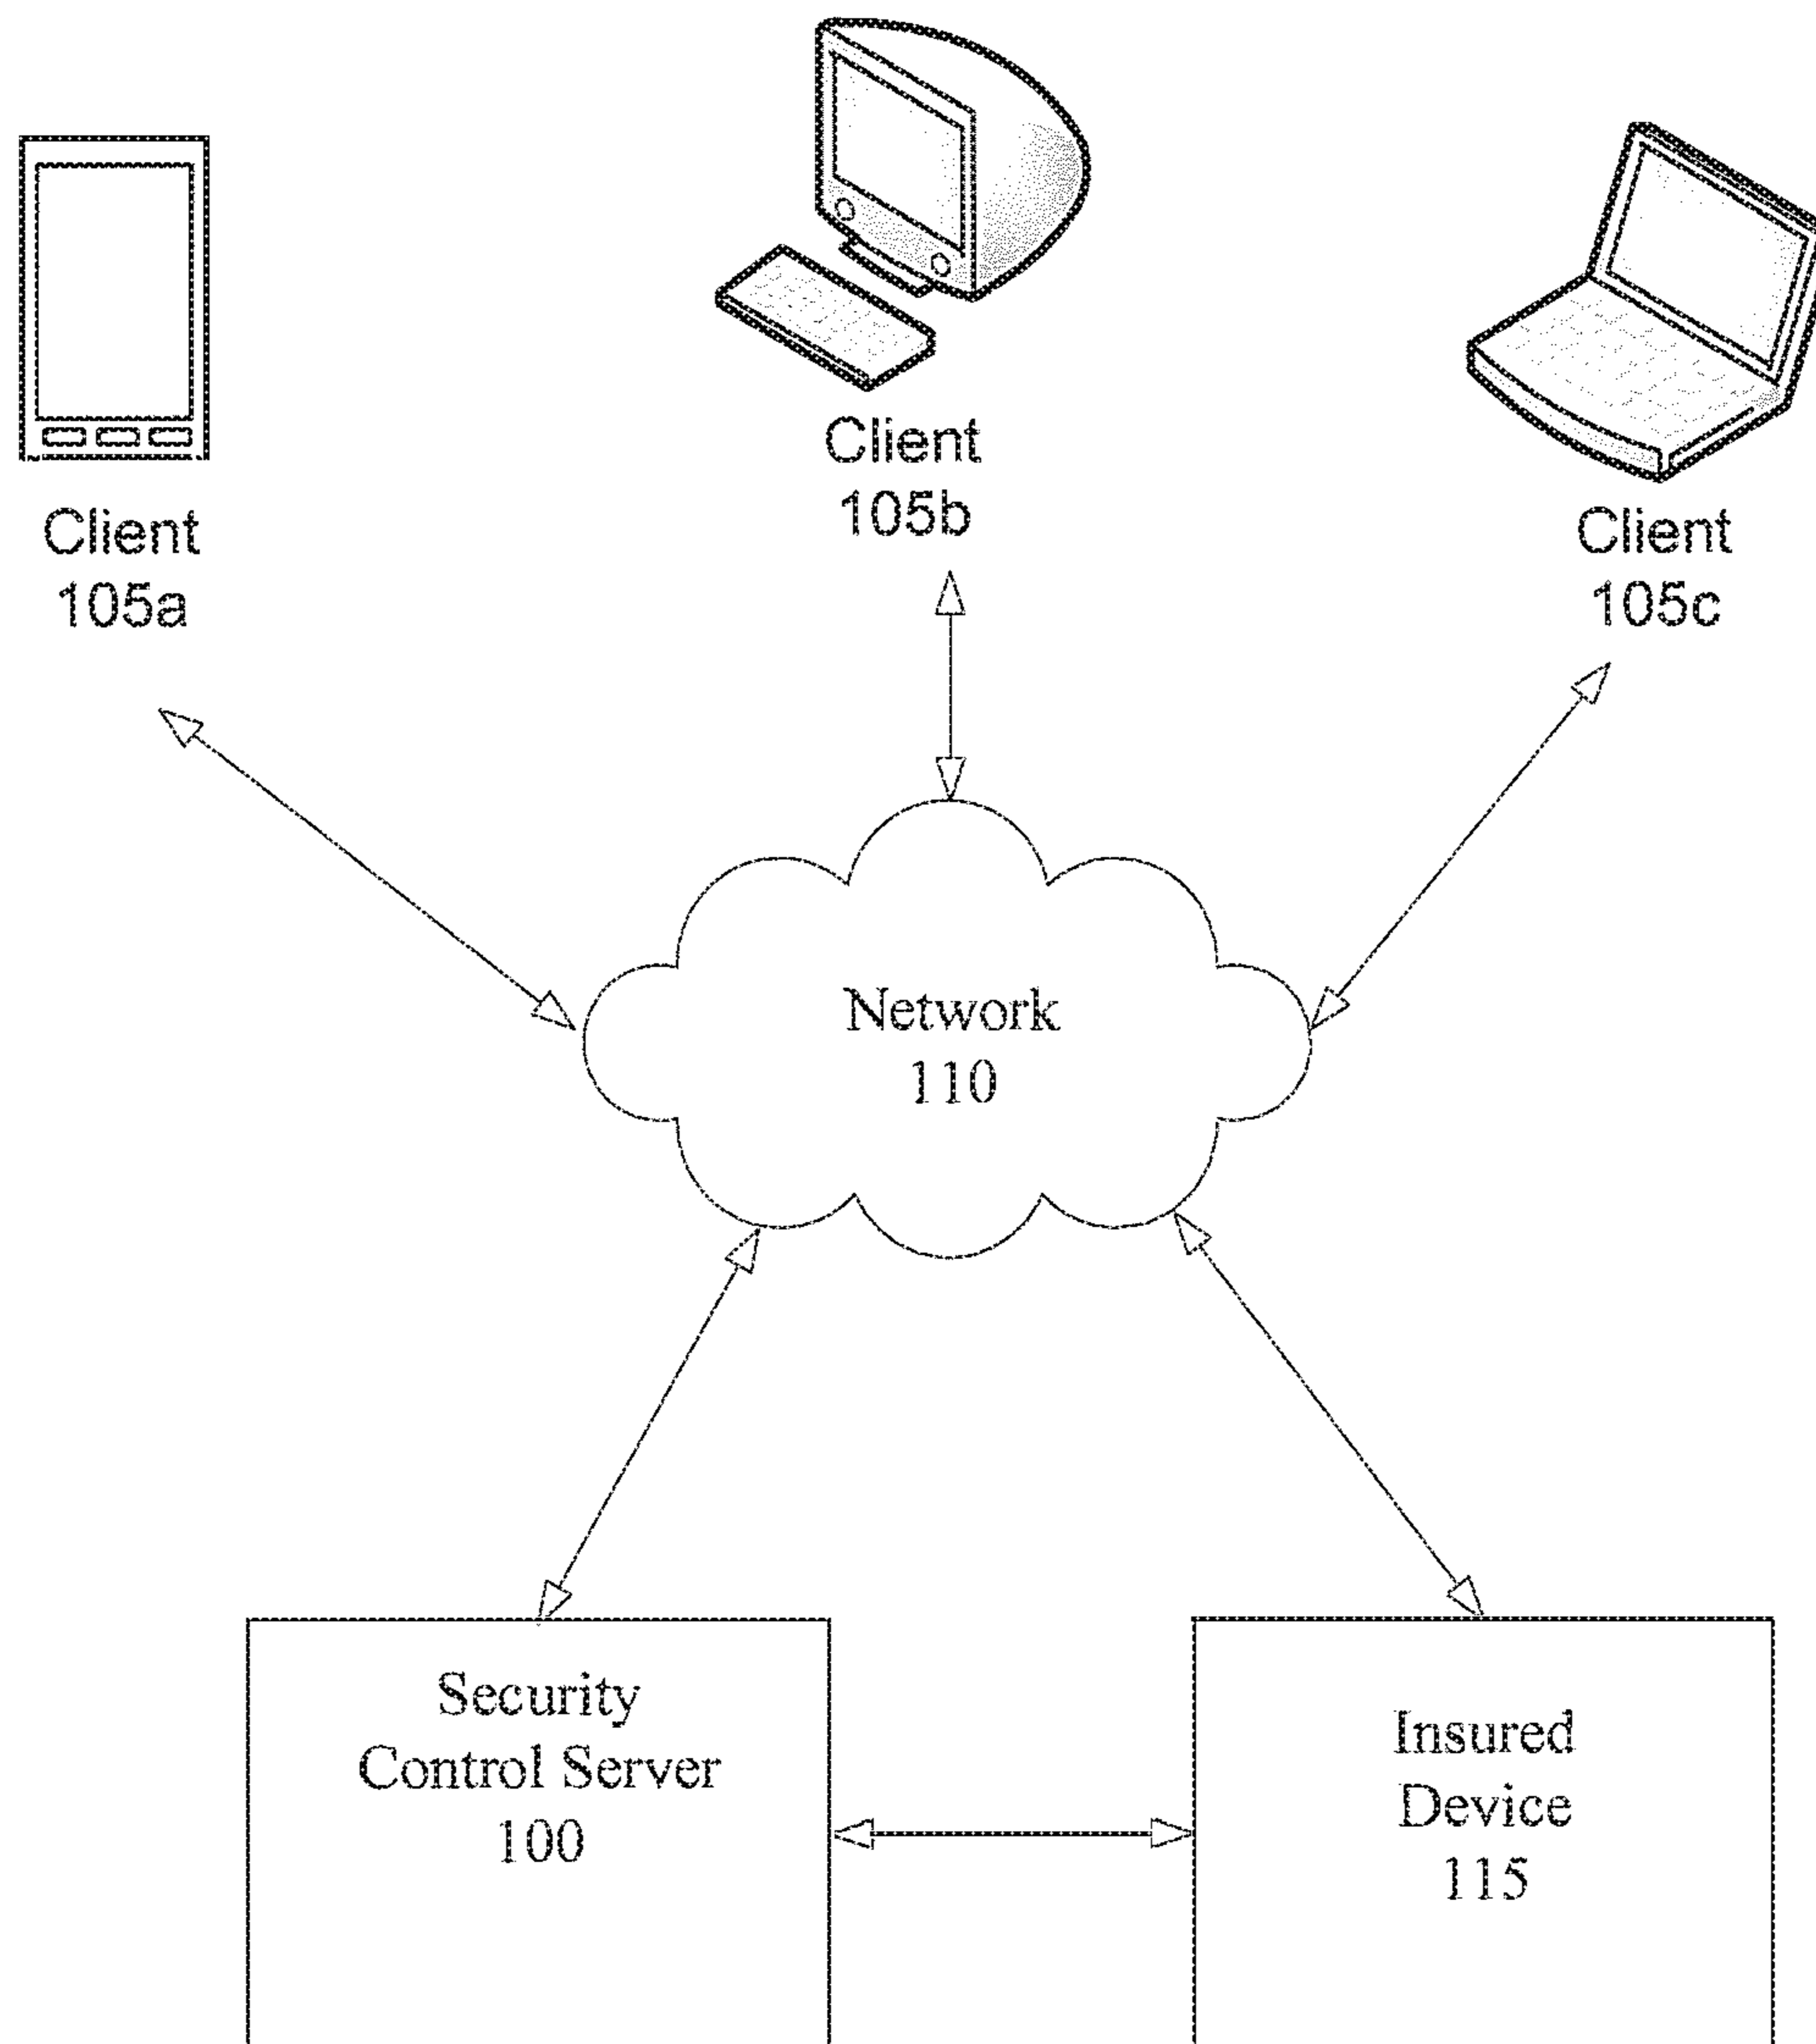 Client
105b
Client
105a
Client
105c
Network
110
Security
Control Server
100
Insured
Device
115